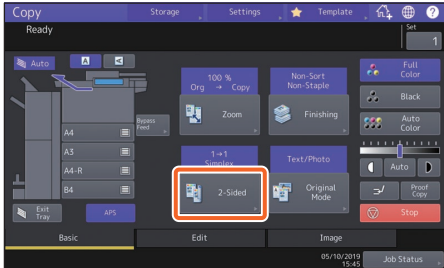 Copy
Storage
Settings
Template
?
Ready
Set
1
Auto
A
A
100 %
Org → Copy
Non-Sort
Non-Staple
Full
Color
Black
Zoom
Finishing
Auto
Color
Bypass
Feed
A4
A3
A4-R
B4
1→1
Simplex
Text/Photo
Auto
2-Sided
Original
Mode
Proof
Copy
Exit
Tray
APS
Stop
Basic
Edit
Image
05/10/2019
15:45
Job Status